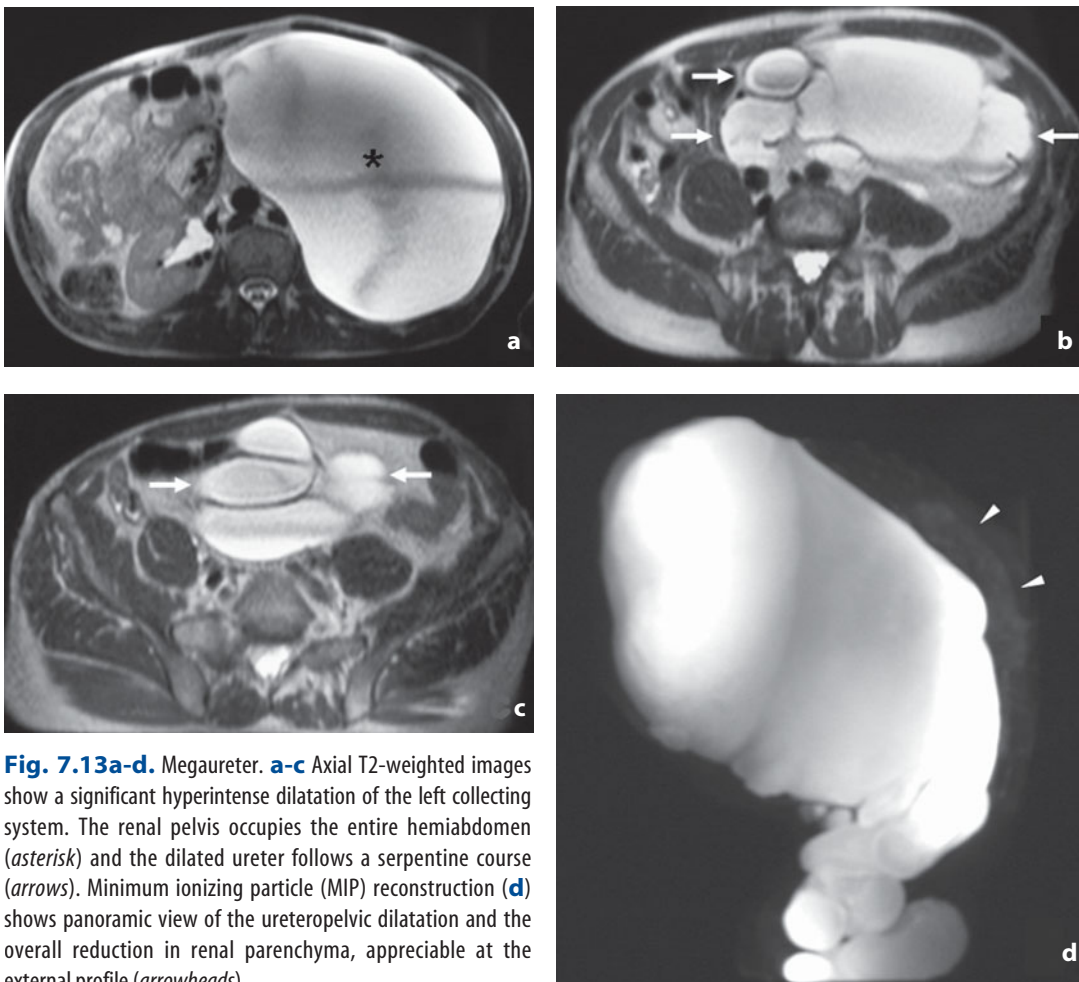 a
b
c
d
Fig. 7.13a-d. Megaureter. a-c Axial T2-weighted images
show a significant hyperintense dilatation of the left collecting
system. The renal pelvis occupies the entire hemiabdomen
(asterisk) and the dilated ureter follows a serpentine course
(arrows). Minimum ionizing particle (MIP) reconstruction (d)
shows panoramic view of the ureteropelvic dilatation and the
overall reduction in renal parenchyma, appreciable at the
external profile (arrowheads)